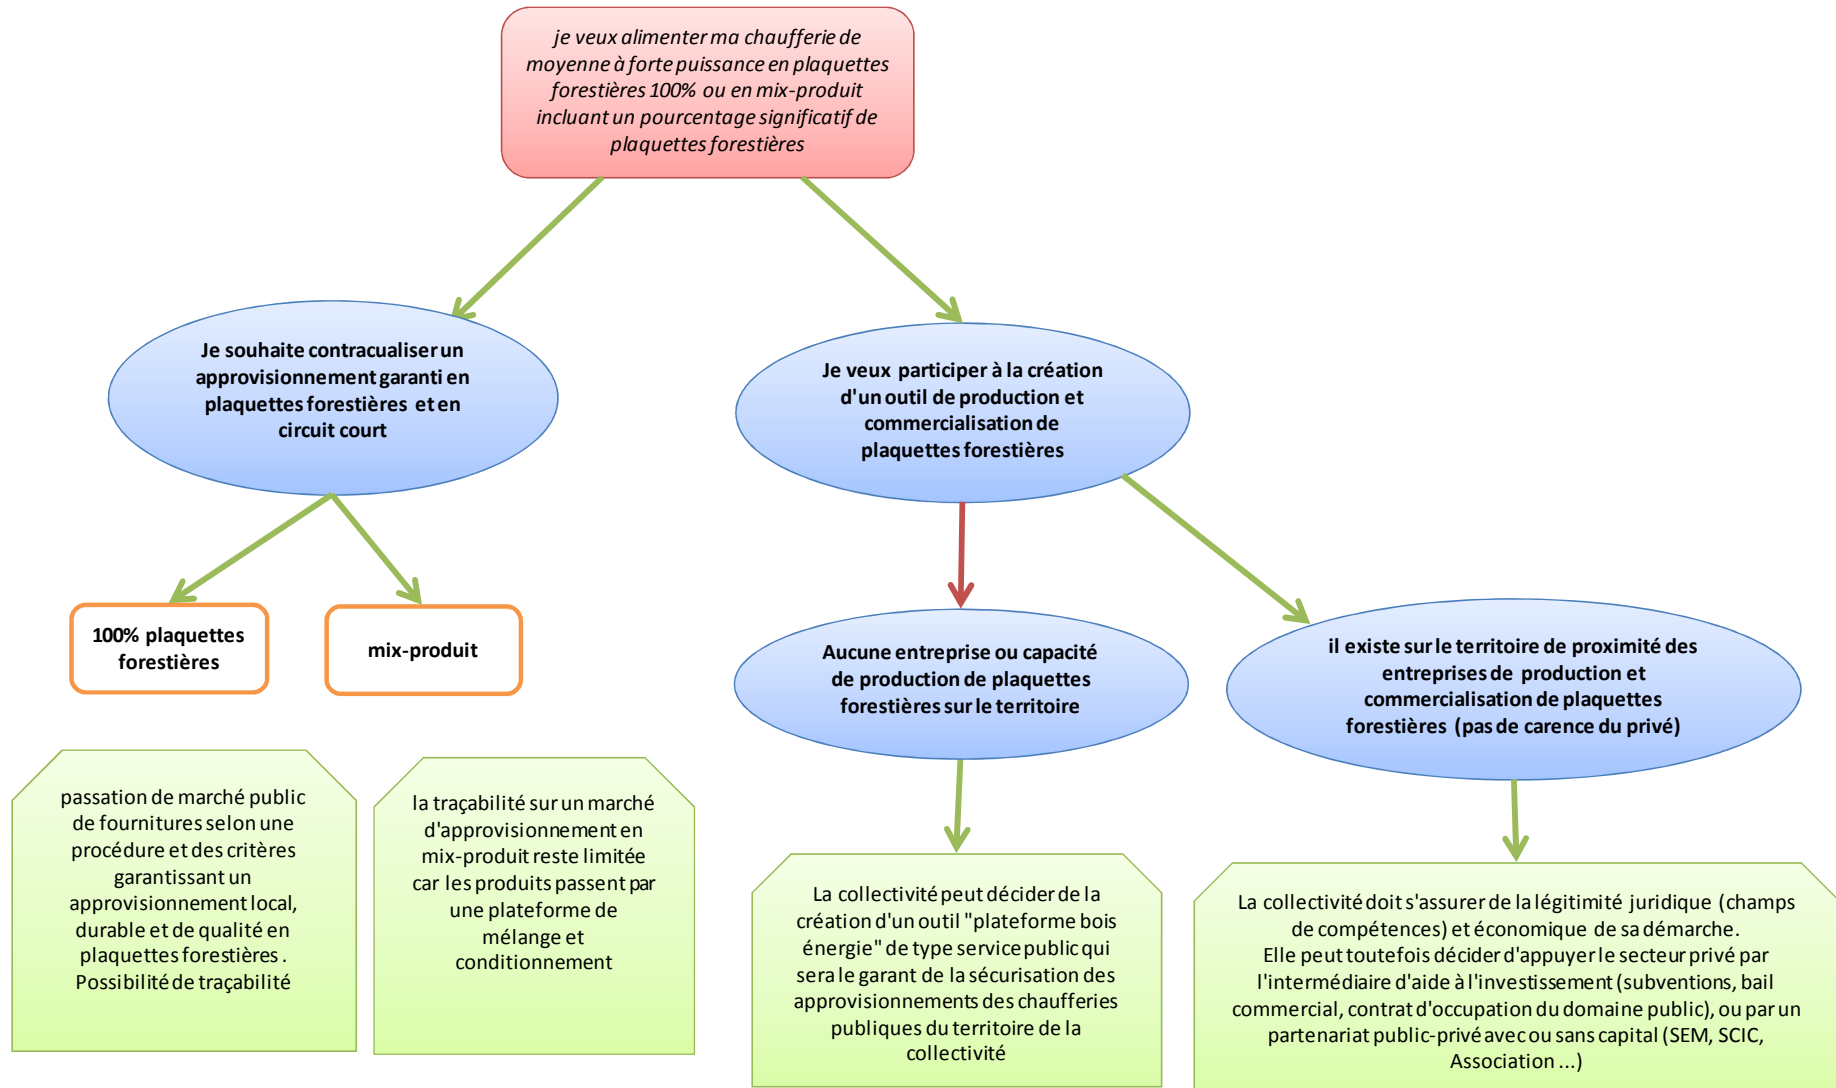 je veux alimenter ma chaufferie de
moyenne à forte puissance en plaquettes
forestières 100% ou en mix-produit
incluant un pourcentage significatif de
plaquettes forestières
Je souhaite contracualiser un
approvisionnement garanti en
plaquettes forestières et en
circuit court
Je veux participer à la création
d'un outil de production et
commercialisation de
plaquettes forestières
100% plaquettes
forestières
mix-produit
Aucune entreprise ou capacité
de production de plaquettes
forestières sur le territoire
il existe sur le territoire de proximité des
entreprises de production et
commercialisation de plaquettes
forestières (pas de carence du privé)
passation de marché public
de fournitures selon une
procédure et des critères
garantissant un
approvisionnement local,
durable et de qualité en
plaquettes forestières .
Possibilité de traçabilité
la traçabilité sur un marché
d'approvisionnement en
mix-produit reste limitée
car les produits passent par
une plateforme de
mélange et
conditionnement
La collectivité peut décider de la
création d'un outil "plateforme bois
énergie" de type service public qui
sera le garant de la sécurisation des
approvisionnements des chaufferies
publiques du territoire de la
collectivité
La collectivité doit s'assurer de la légitimité juridique (champs
de compétences) et économique de sa démarche.
Elle peut toutefois décider d'appuyer le secteur privé par
l'intermédiaire d'aide à l'investissement (subventions, bail
commercial, contrat d'occupation du domaine public), ou par un
partenariat public-privé avec ou sans capital (SEM, SCIC,
Association ...)